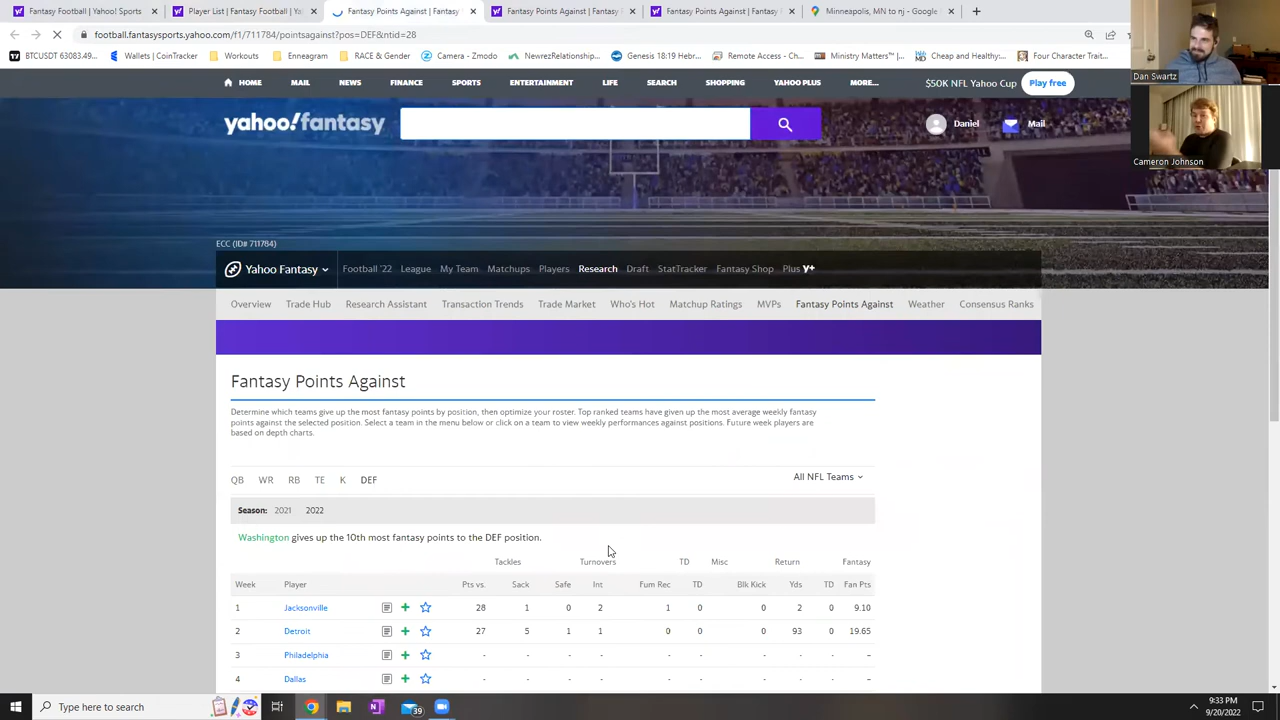 Fantasy Football | Yahoo! Sports
Player List | Fantasy Football | Ya
Fantasy Points Against | Fantasy
Fantasy Points Against | Fantasy
Fantasy Points Against | Fantasy
Minneapolis, MN to nj - Google
football.fantasysports.yahoo.com/f1/711784/pointsagainst?pos=DEF&ntid=28
BTCUSDT 63083.49...
Wallets | CoinTracker
Workouts
Enneagram
RACE & Gender
Camera - Zmodo
NewrezRelationship...
Genesis 18:19 Hebr...
Remote Access - Ch...
Ministry Matters™ |...
Cheap and Healthy:...
Four Character Trait...
HOME MAIL NEWS FINANCE SPORTS ENTERTAINMENT LIFE SEARCH SHOPPING YAHOO PLUS MORE...
$50K NFL Yahoo Cup Play free
Dan Swartz
Cameron Johnson
yahoo!fantasy
Daniel
Mail
ECC (ID# 711784)
Yahoo Fantasy Football '22 League My Team Matchups Players Research Draft StatTracker Fantasy Shop Plus y+
Overview Trade Hub Research Assistant Transaction Trends Trade Market Who's Hot Matchup Ratings MVPs Fantasy Points Against Weather Consensus Ranks
Fantasy Points Against
Determine which teams give up the most fantasy points by position, then optimize your roster. Top ranked teams have given up the most average weekly fantasy
points against the selected position. Select a team in the menu below or click on a team to view weekly performances against positions. Future week players are
based on depth charts.
QB WR RB TE K DEF
All NFL Teams
Season: 2021 2022
Washington gives up the 10th most fantasy points to the DEF position.
Tackles Turnovers TD Misc Return Fantasy
Week Player Pts vs. Sack Safe Int Fum Rec TD Blk Kick Yds TD Fan Pts
1 Jacksonville 28 1 0 2 1 0 0 2 0 9.10
2 Detroit 27 5 1 1 0 0 0 93 0 19.65
3 Philadelphia - - - - - - - - - –
4 Dallas - - - - - - - - - –
Type here to search
39
9:33 PM
9/20/2022